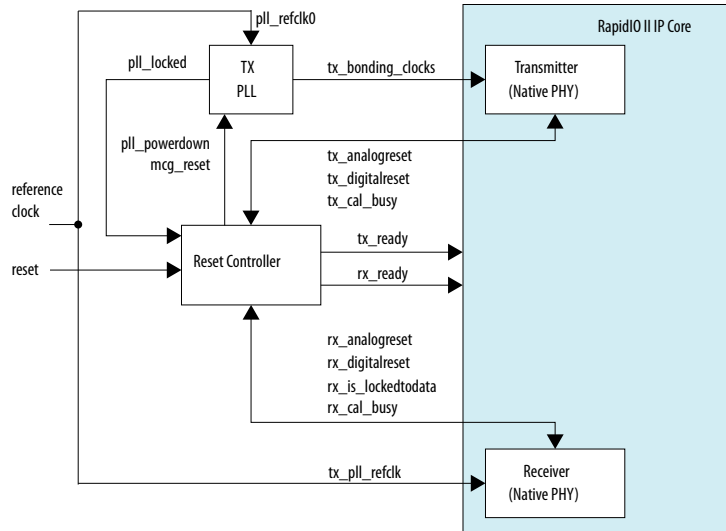 pll_refclk0
RapidIO II IP Core
pll_locked
TX
PLL
tx_bonding_clocks
Transmitter
(Native PHY)
pll_powerdown
mcg_reset
tx_analogreset
tx_digitalreset
tx_cal_busy
reference
clock
tx_ready
Reset Controller
reset
rx_ready
rx_analogreset
rx_digitalreset
rx_is_lockedtodata
rx_cal_busy
tx_pll_refclk
Receiver
(Native PHY)